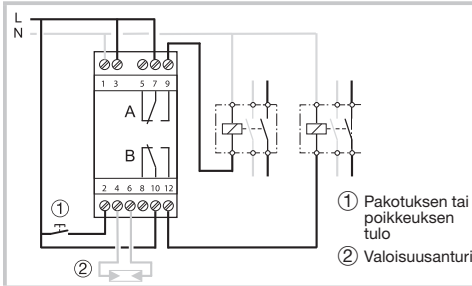 L
N
1 3 5 7 9
A
B
2 4 6 8 10 12
①
②
① Pakotuksen tai
poikkeuksen
tulo
② Valoisuusanturi